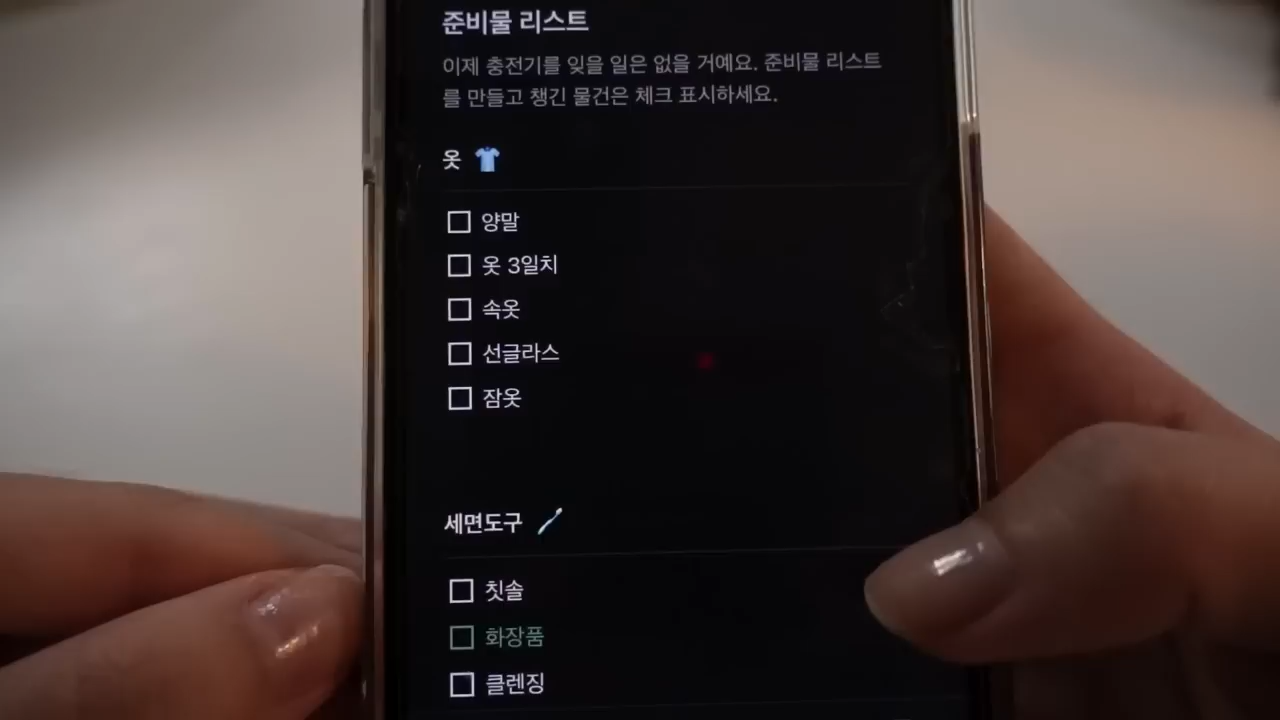 준비물 리스트
이제 충전기를 잊을 일은 없을 거예요. 준비물 리스트
를 만들고 챙긴 물건은 체크 표시하세요.
옷
양말
옷 3일치
속옷
선글라스
잠옷
세면도구
칫솔
화장품
클렌징